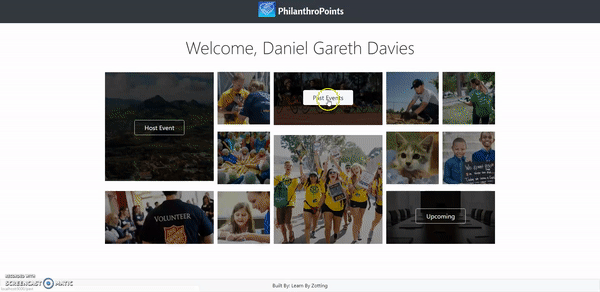 PhilanthroPoints
Welcome, Daniel Gareth Davies
Past Events
Host Event
VOLUNTEER
Upcoming
RECORDED WITH
SCREENCAST MATIC
Built By: Learn By Zotting